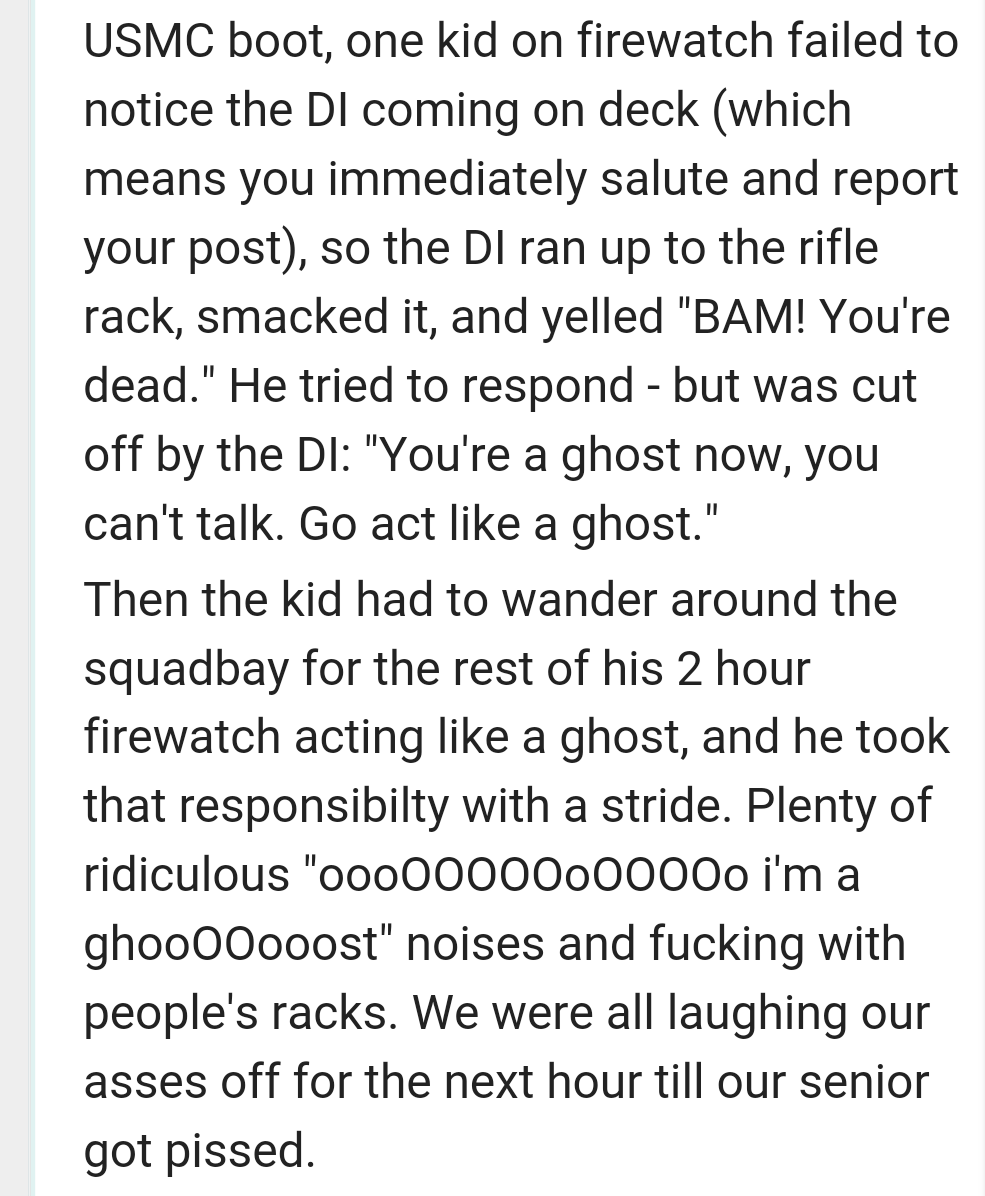 USMC boot, one kid on firewatch failed to
notice the DI coming on deck (which
means you immediately salute and report
your post), so the DI ran up to the rifle
rack, smacked it, and yelled "BAM! You're
dead." He tried to respond - but was cut
off by the DI: "You're a ghost now, you
can't talk. Go act like a ghost."
Then the kid had to wander around the
squadbay for the rest of his 2 hour
firewatch acting like a ghost, and he took
that responsibilty with a stride. Plenty of
ridiculous "oooOOOOOoOOOOo i'm a
ghooOOooost" noises and fucking with
people's racks. We were all laughing our
asses off for the next hour till our senior
got pissed.